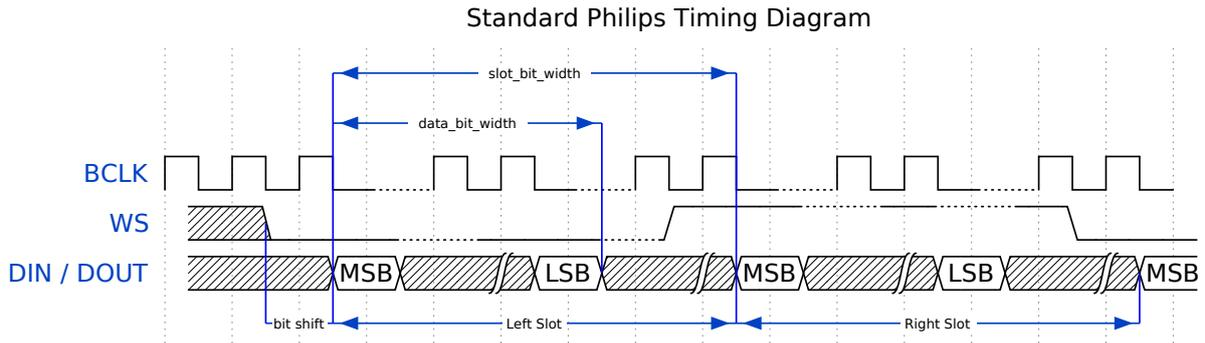 Standard Philips Timing Diagram
slot_bit_width
data_bit_width
BCLK
WS
DIN / DOUT
MSB
LSB
MSB
LSB
MSB
bit shift
Left Slot
Right Slot